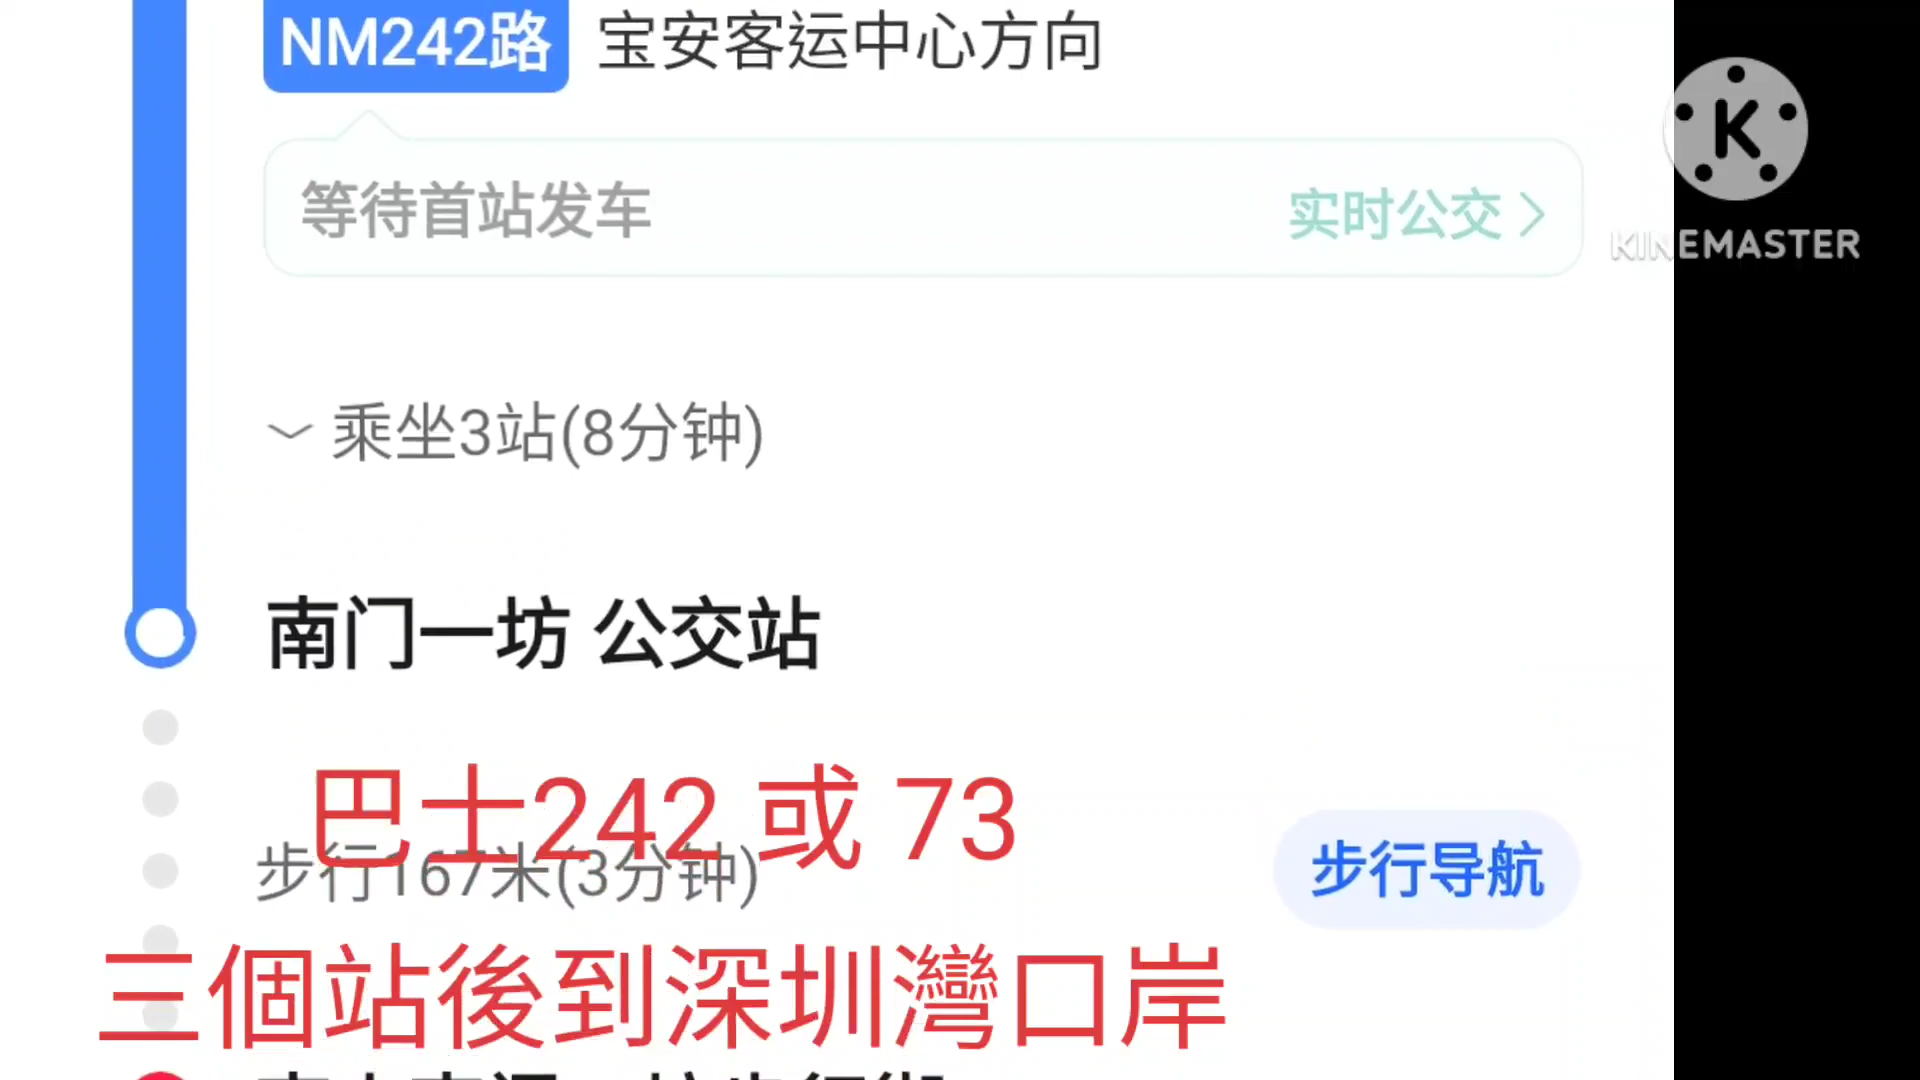 NM242路 宝安客运中心方向
等待首站发车 实时公交
KINEMASTER
乘坐3站(8分钟)
南门一坊 公交站
巴士242 或 73
步行167米(3分钟) 步行导航
三個站後到深圳灣口岸